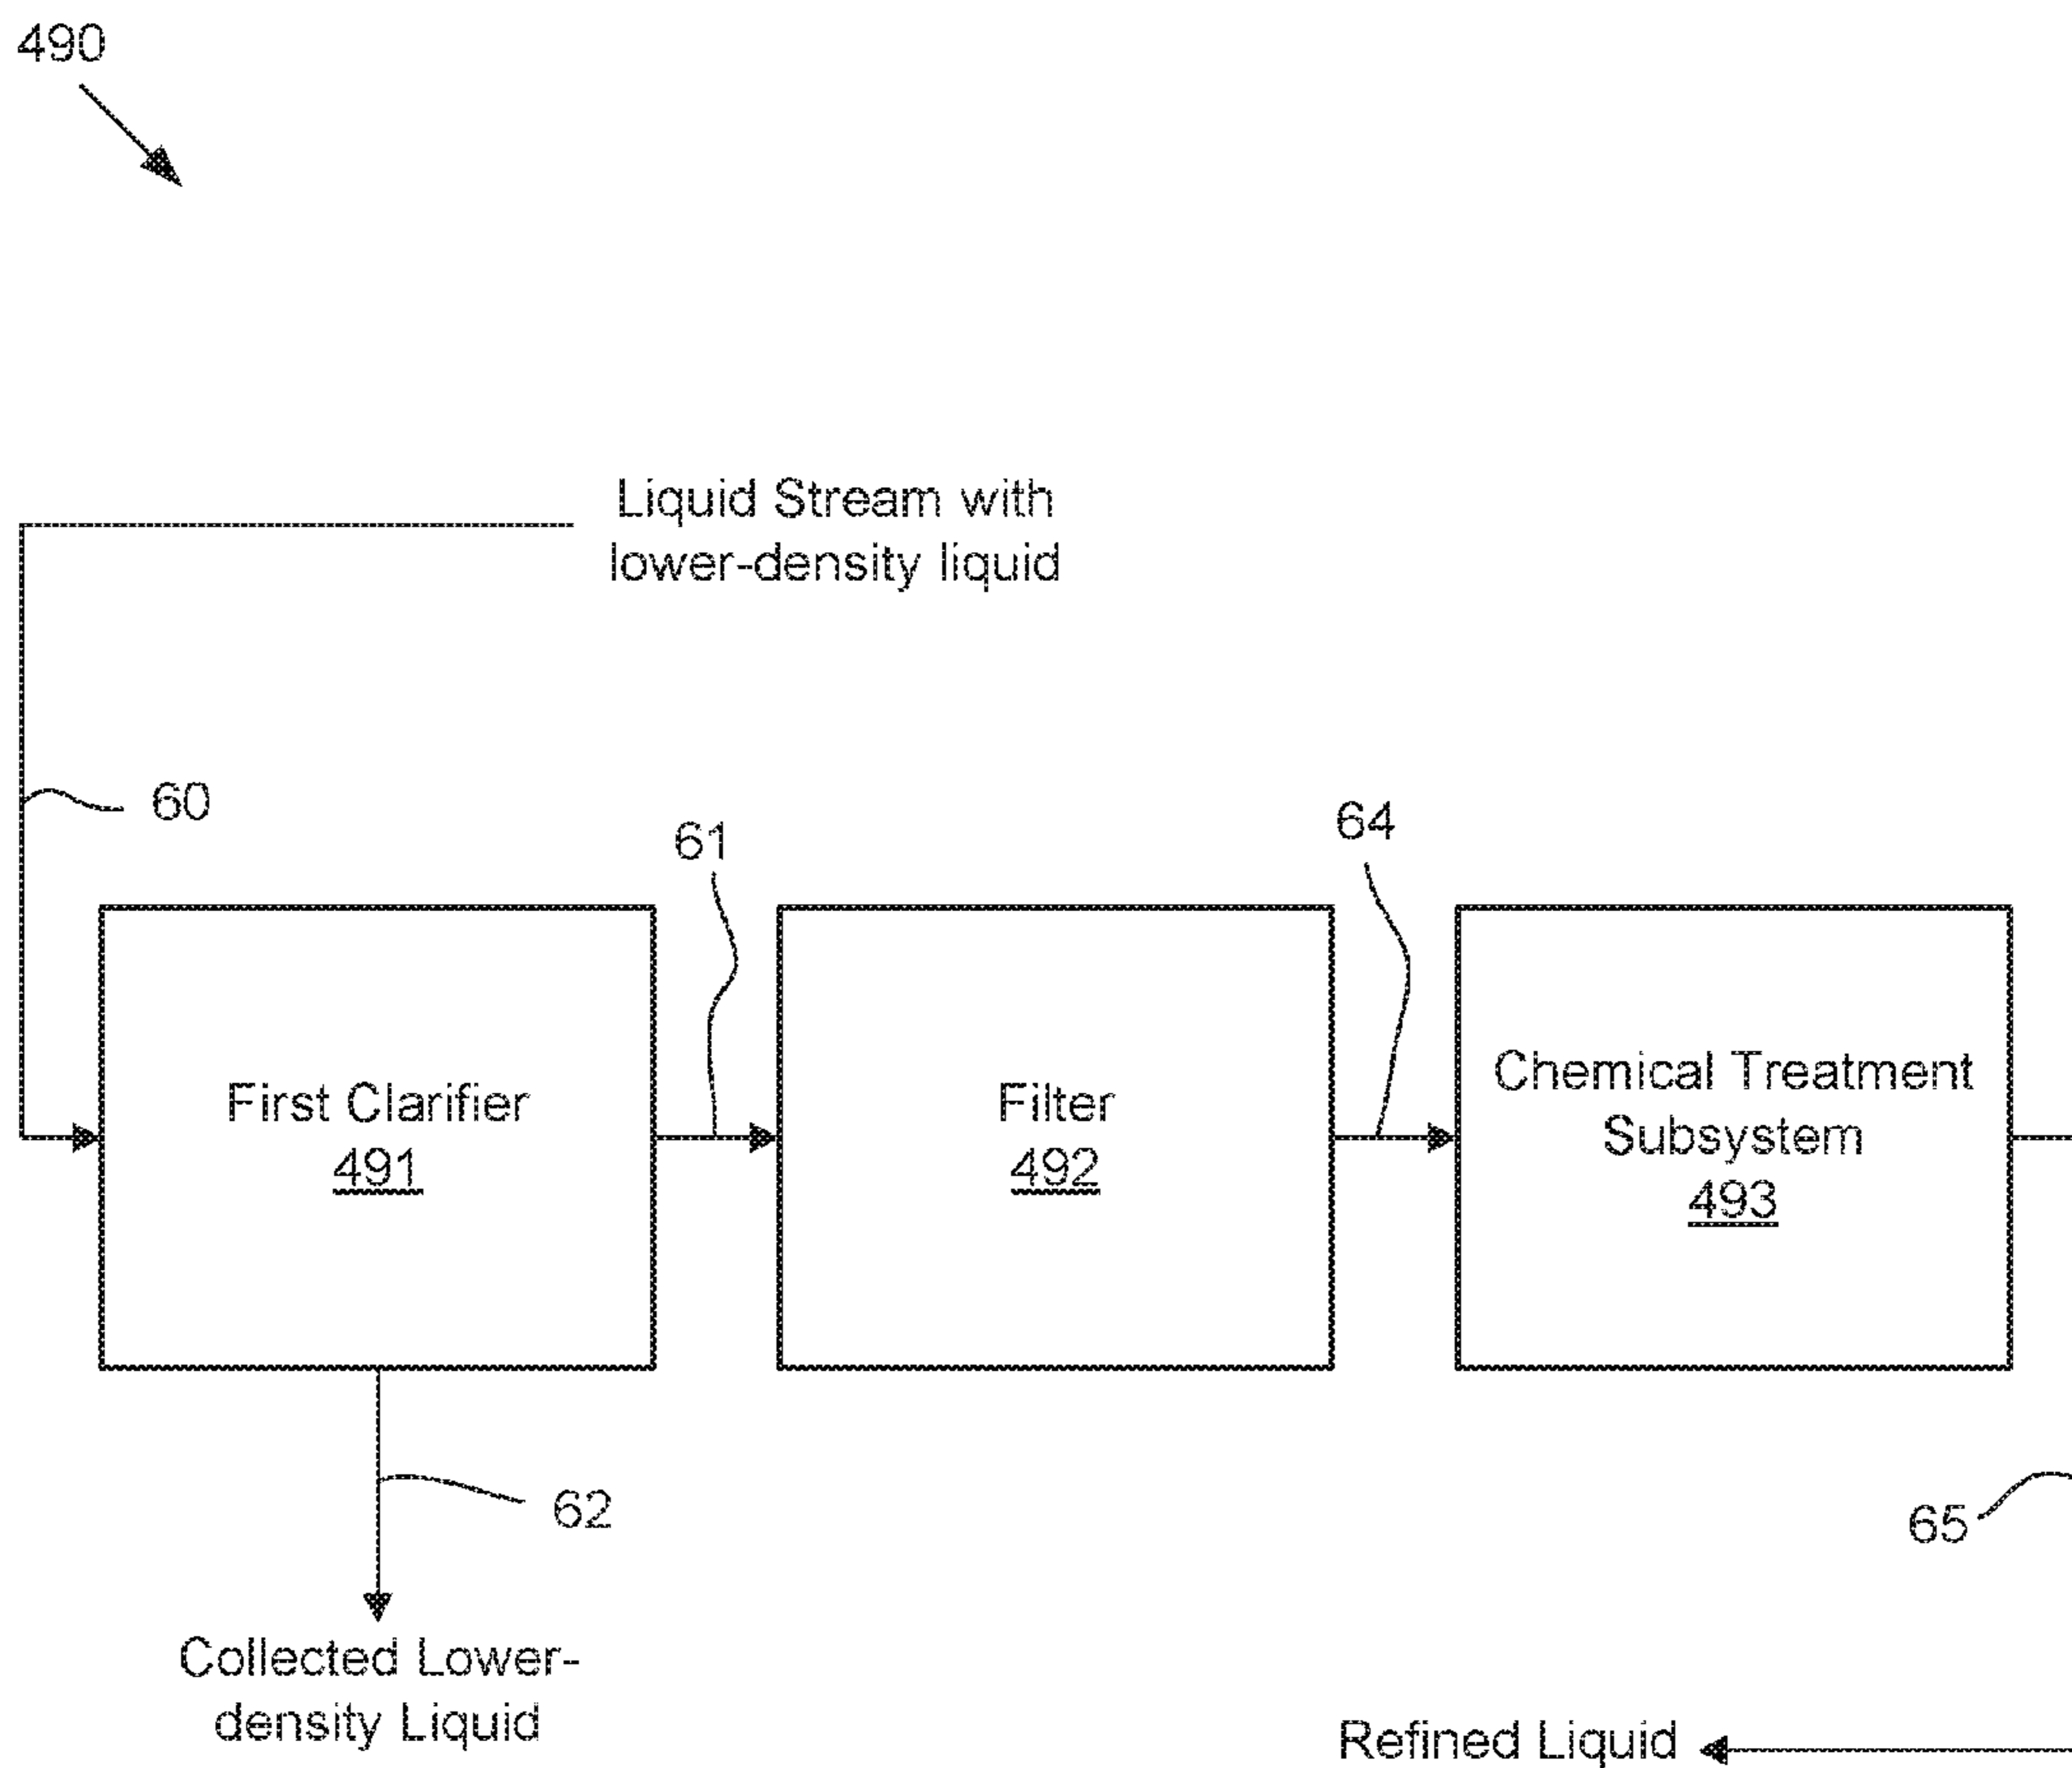 490
Liquid Stream with
lower-density liquid
60
61
64
First Clarifier
491
Filter
492
Chemical Treatment
Subsystem
493
62
65
Collected Lower-
density Liquid
Refined Liquid